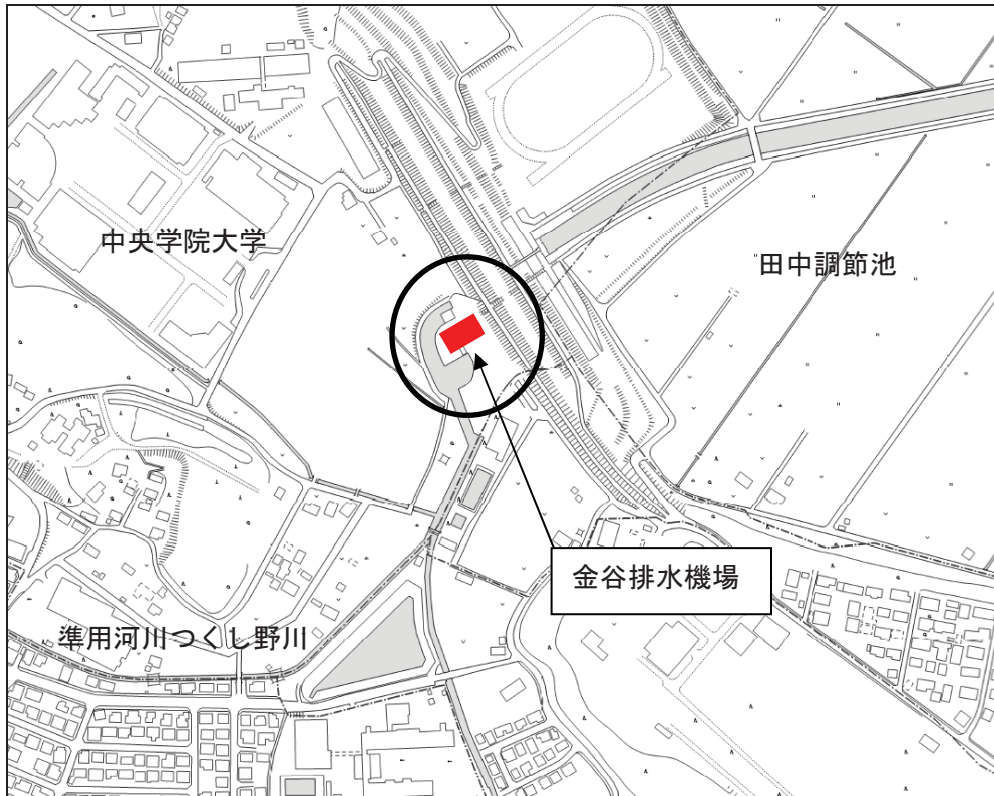 中央学院大学
田中調節池
金谷排水機場
準用河川つくし野川